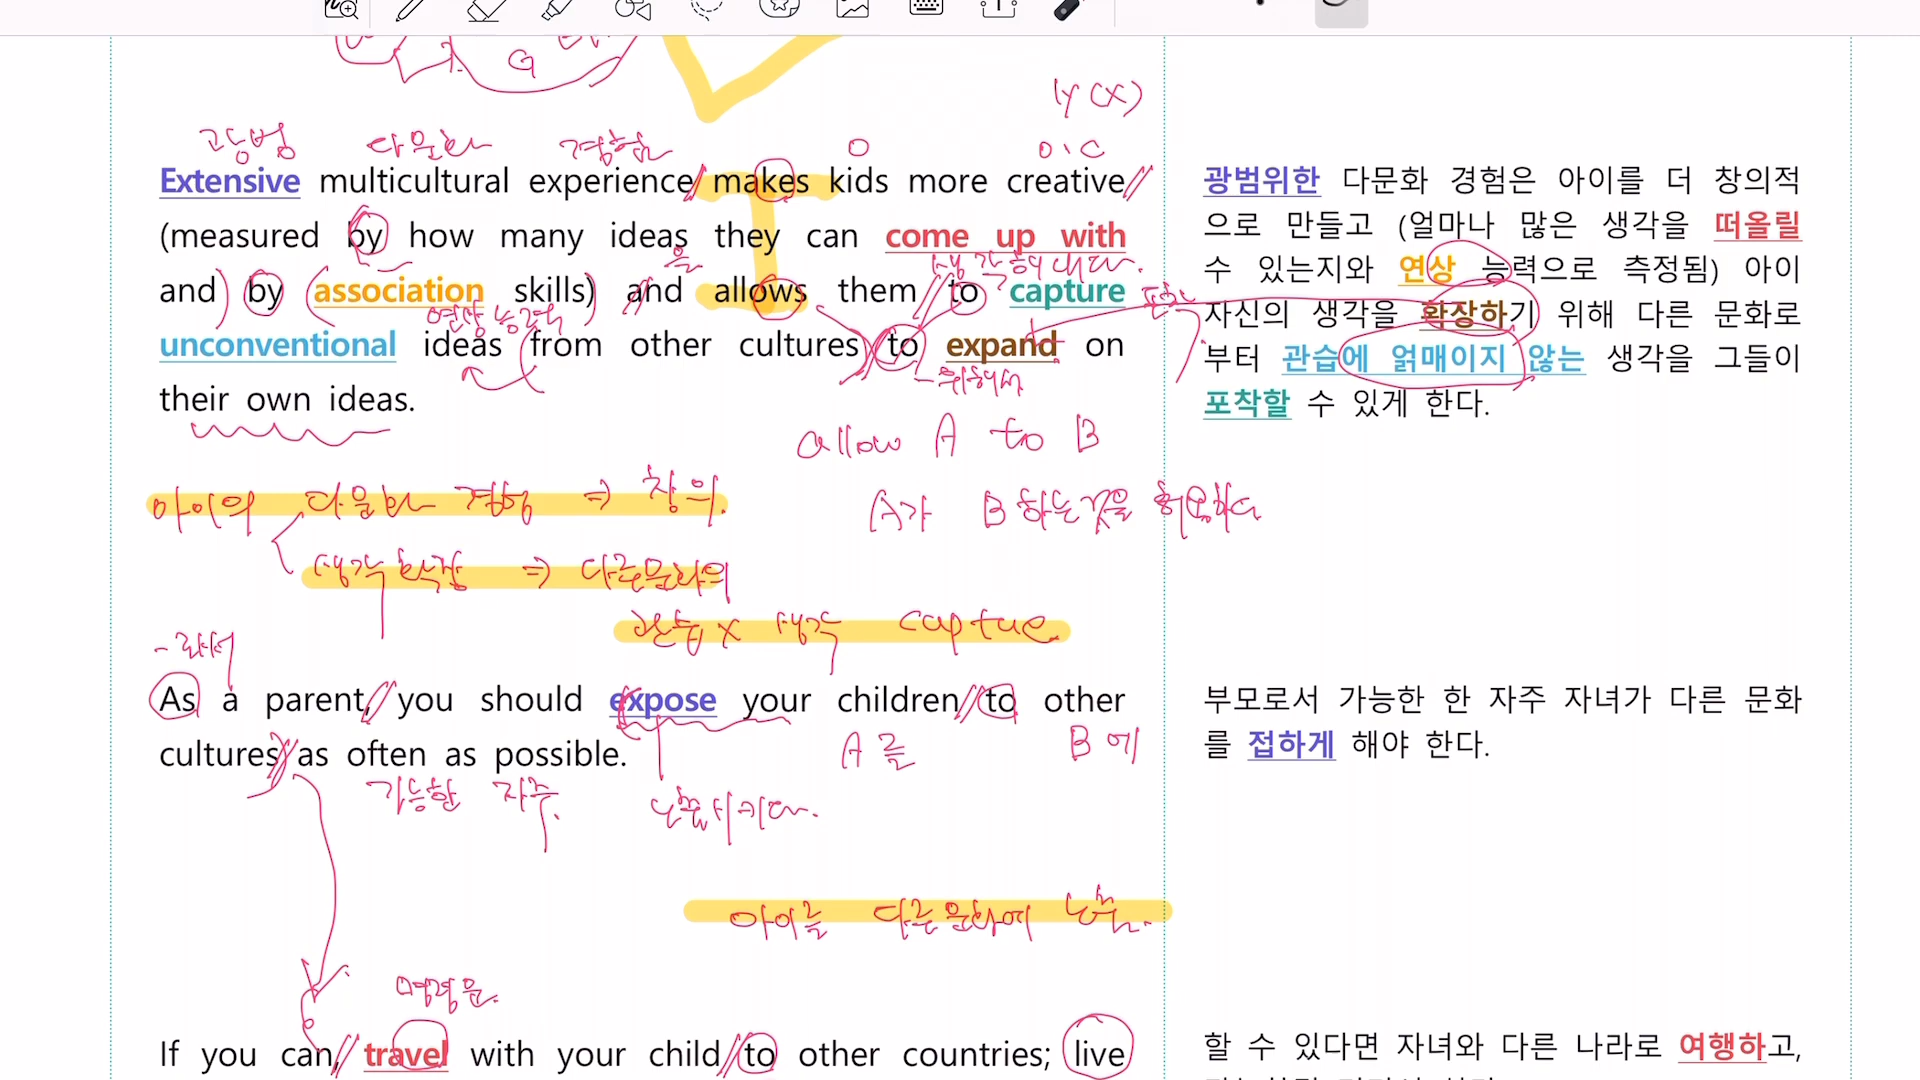 G
ly (x)
광범 다문화 경험 O O.C
Extensive multicultural experience makes kids more creative
(measured by how many ideas they can come up with
을 생각해내다.
and by association skills) and allows them to capture
연상 능력
unconventional ideas from other cultures to expand on
-위해서
their own ideas.
allow A to B
A가 B하는것을 허용하다
아이의 다문화 경험 ⇒ 창의.
생각 확장 ⇒ 다른문화의
관습 x 생각 capture
-로서
As a parent, you should expose your children to other
A를 B에
cultures as often as possible.
가능한 자주.
노출시키다.
아이를 다른문화에 노출.
명령문.
If you can, travel with your child to other countries; live
광범위한 다문화 경험은 아이를 더 창의적
으로 만들고 (얼마나 많은 생각을 떠올릴
수 있는지와 연상 능력으로 측정됨) 아이
자신의 생각을 확장하기 위해 다른 문화로
부터 관습에 얽매이지 않는 생각을 그들이
포착할 수 있게 한다.
부모로서 가능한 한 자주 자녀가 다른 문화
를 접하게 해야 한다.
할 수 있다면 자녀와 다른 나라로 여행하고,